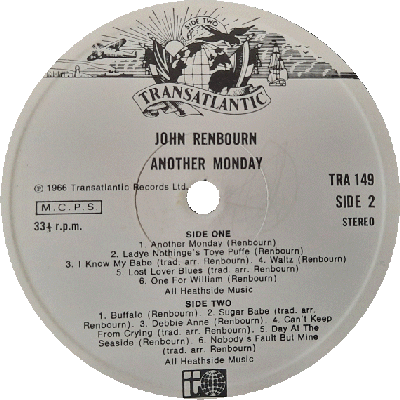 SIDE TWO
TRANSATLANTIC
JOHN RENBOURN
ANOTHER MONDAY
℗ 1966 Transatlantic Records Ltd.
TRA 149
M.C.P.S
SIDE 2
33⅓ r.p.m.
STEREO
SIDE ONE
1. Another Monday (Renbourn)
2. Ladye Nothinge's Toye Puffe (Renbourn)
3. I Know My Babe (trad. arr. Renbourn). 4. Waltz (Renbourn)
5. Lost Lover Blues (trad. arr. Renbourn)
6. One For William (Renbourn)
All Heathside Music
SIDE TWO
1. Buffalo (Renbourn). 2. Sugar Babe (trad. arr.
Renbourn). 3. Debbie Anne (Renbourn). 4. Can't Keep
From Crying (trad. arr. Renbourn). 5. Day At The
Seaside (Renbourn). 6. Nobody's Fault But Mine
(trad. arr. Renbourn)
All Heathside Music